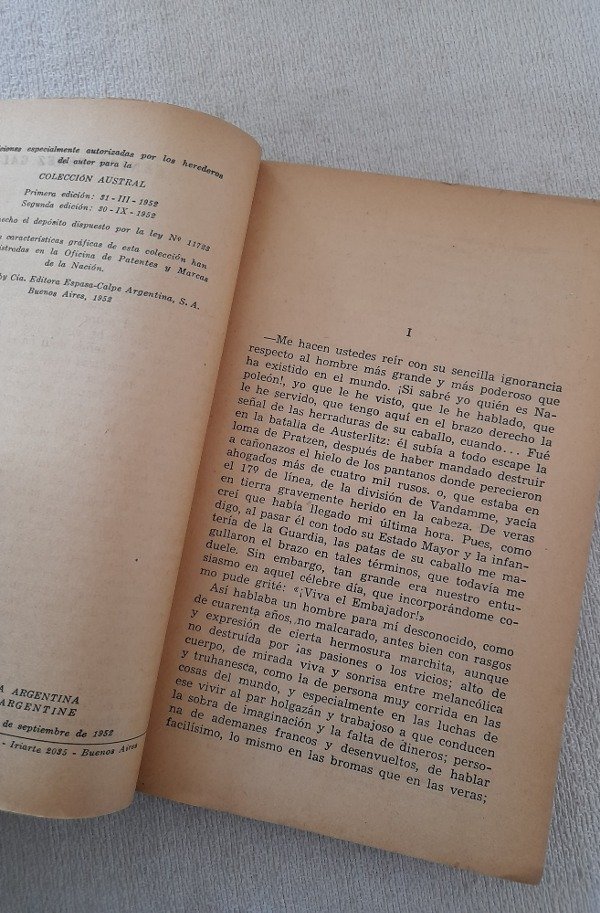 ciones especialmente autorizadas por los herederos
del autor para la
COLECCIÓN AUSTRAL
Primera edición: 31 - III - 1952
Segunda edición: 30 - IX - 1952
echo el depósito dispuesto por la ley Nº 11723
características gráficas de esta colección han
istradas en la Oficina de Patentes y Marcas
de la Nación.
by Cía. Editora Espasa-Calpe Argentina, S. A.
Buenos Aires, 1952
A ARGENTINA
ARGENTINE
de septiembre de 1952
- Iriarte 2035 - Buenos Aires
I
—Me hacen ustedes reír con su sencilla ignorancia
respecto al hombre más grande y más poderoso que
ha existido en el mundo. ¡Si sabré yo quién es Na-
poleón!, yo que le he visto, que le he hablado, que
le he servido, que tengo aquí en el brazo derecho la
señal de las herraduras de su caballo, cuando... Fué
en la batalla de Austerlitz: él subía a todo escape la
loma de Pratzen, después de haber mandado destruir
a cañonazos el hielo de los pantanos donde perecieron
ahogados más de cuatro mil rusos. o, que estaba en
el 179 de línea, de la división de Vandamme, yacía
en tierra gravemente herido en la cabeza. De veras
creí que había llegado mi última hora. Pues, como
digo, al pasar él con todo su Estado Mayor y la infan-
tería de la Guardia, las patas de su caballo me ma-
gullaron el brazo en tales términos, que todavía me
duele. Sin embargo, tan grande era nuestro entu-
siasmo en aquel célebre día, que incorporándome co-
mo pude grité: «¡Viva el Embajador!»
Así hablaba un hombre para mí desconocido, como
de cuarenta años, no malcarado, antes bien con rasgos
y expresión de cierta hermosura marchita, aunque
no destruída por ¡as pasiones o los vicios; alto de
cuerpo, de mirada viva y sonrisa entre melancólica
y truhanesca, como la de persona muy corrida en las
cosas del mundo, y especialmente en las luchas de
ese vivir al par holgazán y trabajoso a que conducen
la sobra de imaginación y la falta de dineros; perso-
na de ademanes francos y desenvueltos, de hablar
facilísimo, lo mismo en las bromas que en las veras;